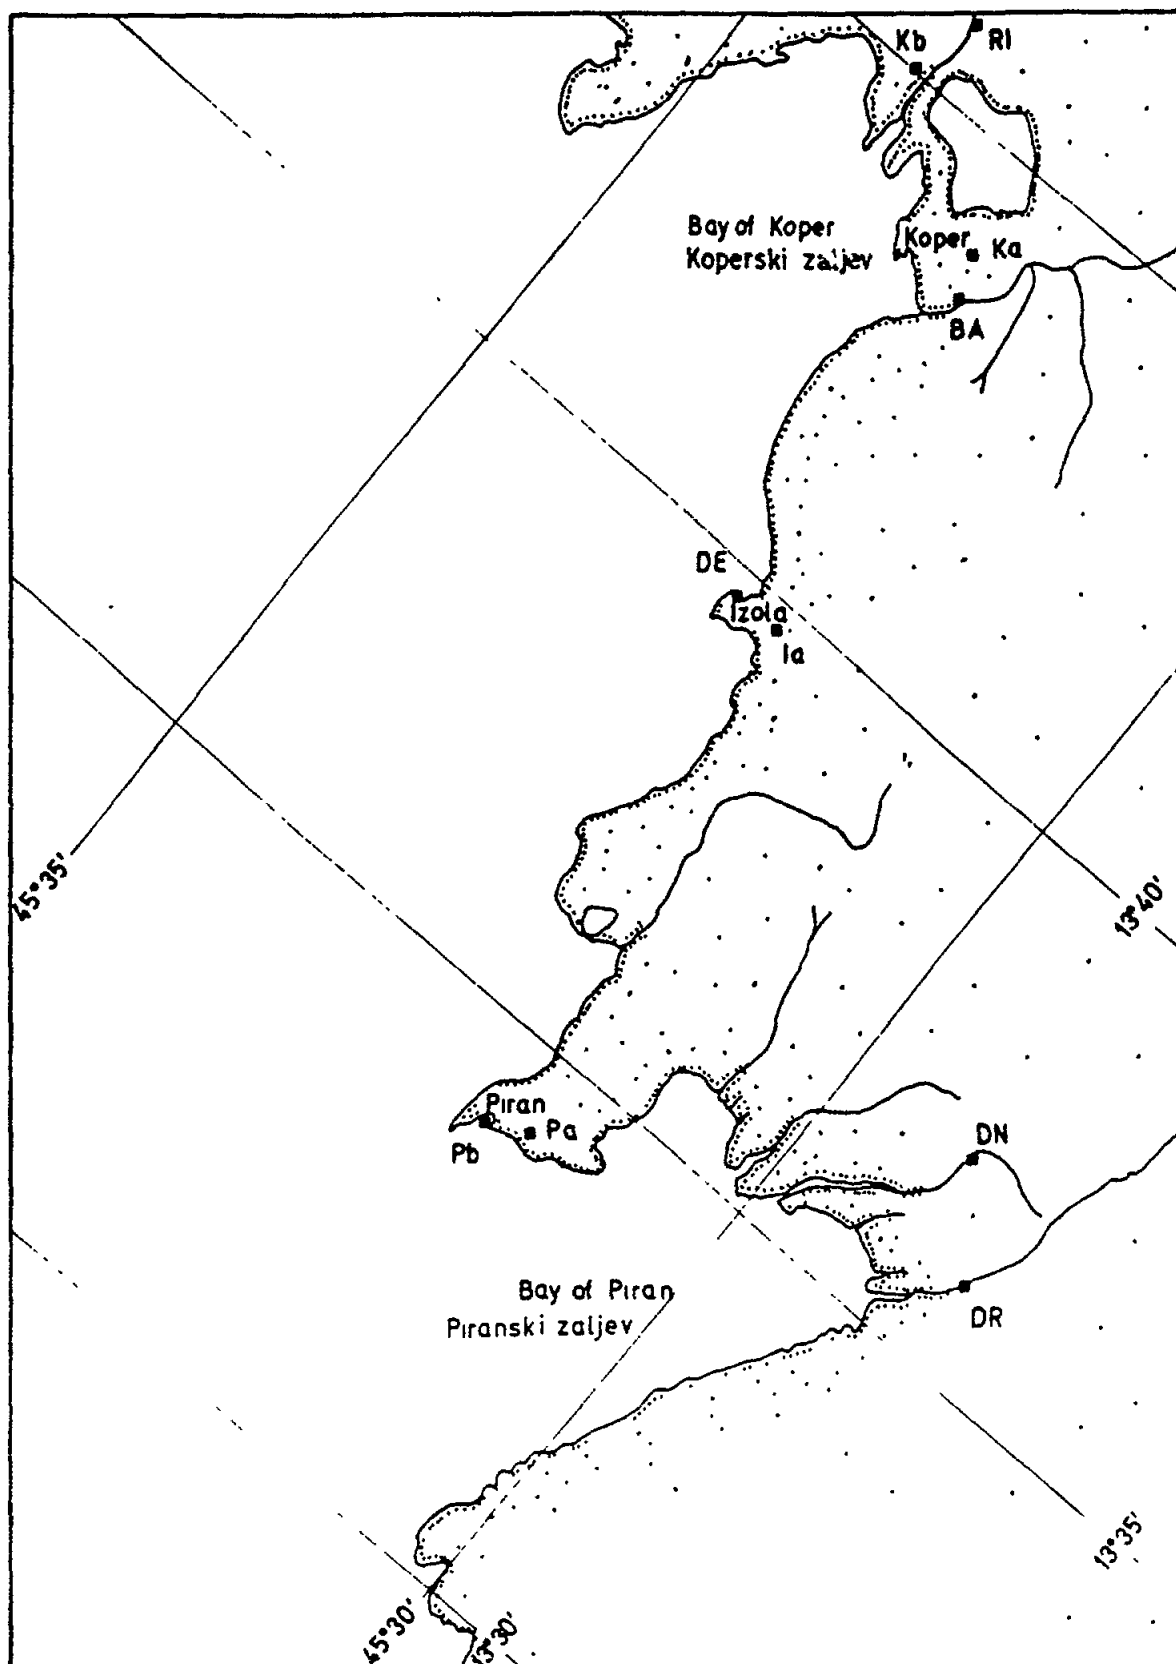 Kb
RI
Bay of Koper
Koperski zaljev
Koper
Ka
BA
DE
Izola
Ia
45°35'
13°40'
Piran
Pa
Pb
DN
Bay of Piran
Piranski zaljev
DR
13°35'
45°30'
13°30'